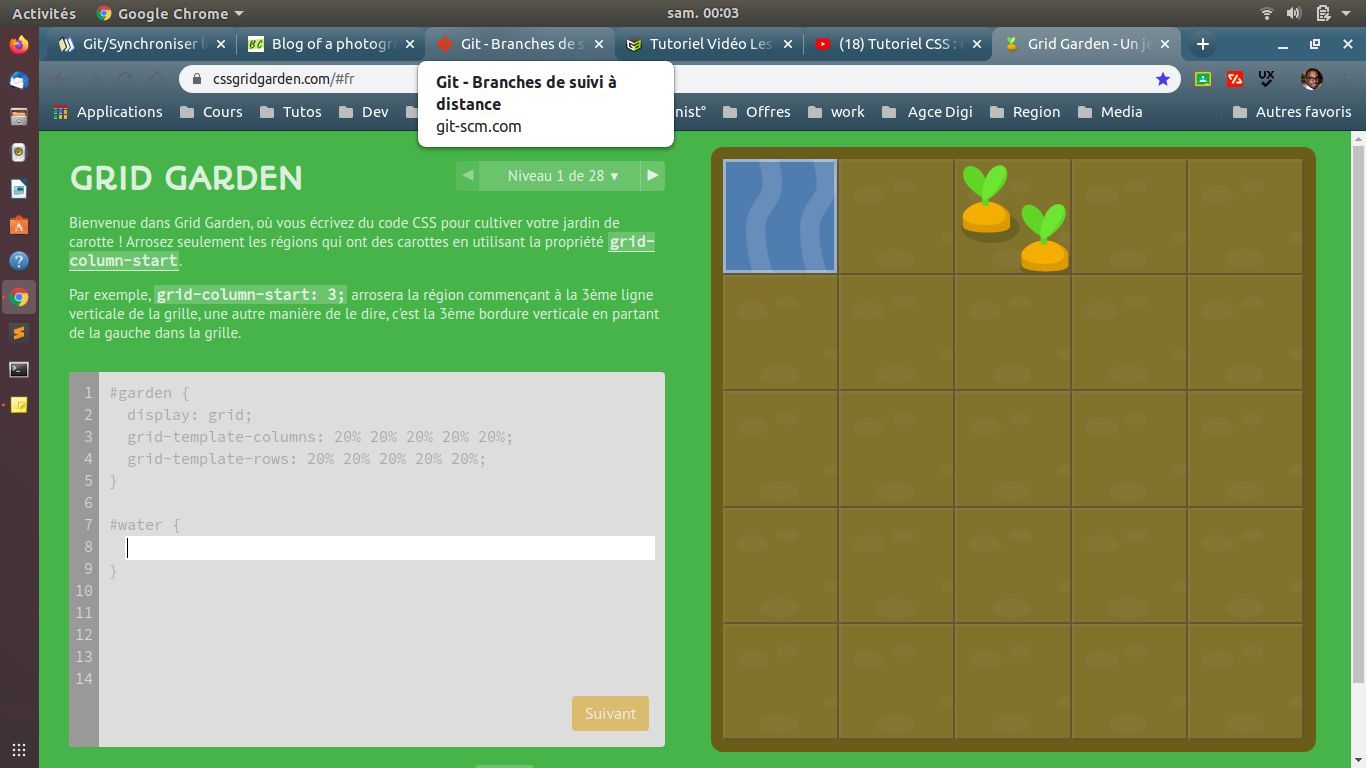 Activités Google Chrome sam. 00:03
Git/Synchroniser Blog of a photogr Git - Branches de s Tutoriel Vidéo Les (18) Tutoriel CSS : Grid Garden - Un je
cssgridgarden.com/#fr
Git - Branches de suivi à
distance
git-scm.com
Applications Cours Tutos Dev nist° Offres work Agce Digi Region Media Autres favoris
GRID GARDEN
Niveau 1 de 28 ▾
Bienvenue dans Grid Garden, où vous écrivez du code CSS pour cultiver votre jardin de
carotte ! Arrosez seulement les régions qui ont des carottes en utilisant la propriété grid-
column-start.
Par exemple, grid-column-start: 3; arrosera la région commençant à la 3ème ligne
verticale de la grille, une autre manière de le dire, c'est la 3ème bordure verticale en partant
de la gauche dans la grille.
1 #garden {
2 display: grid;
3 grid-template-columns: 20% 20% 20% 20% 20%;
4 grid-template-rows: 20% 20% 20% 20% 20%;
5 }
6
7 #water {
8
9 }
10
11
12
13
14
Suivant